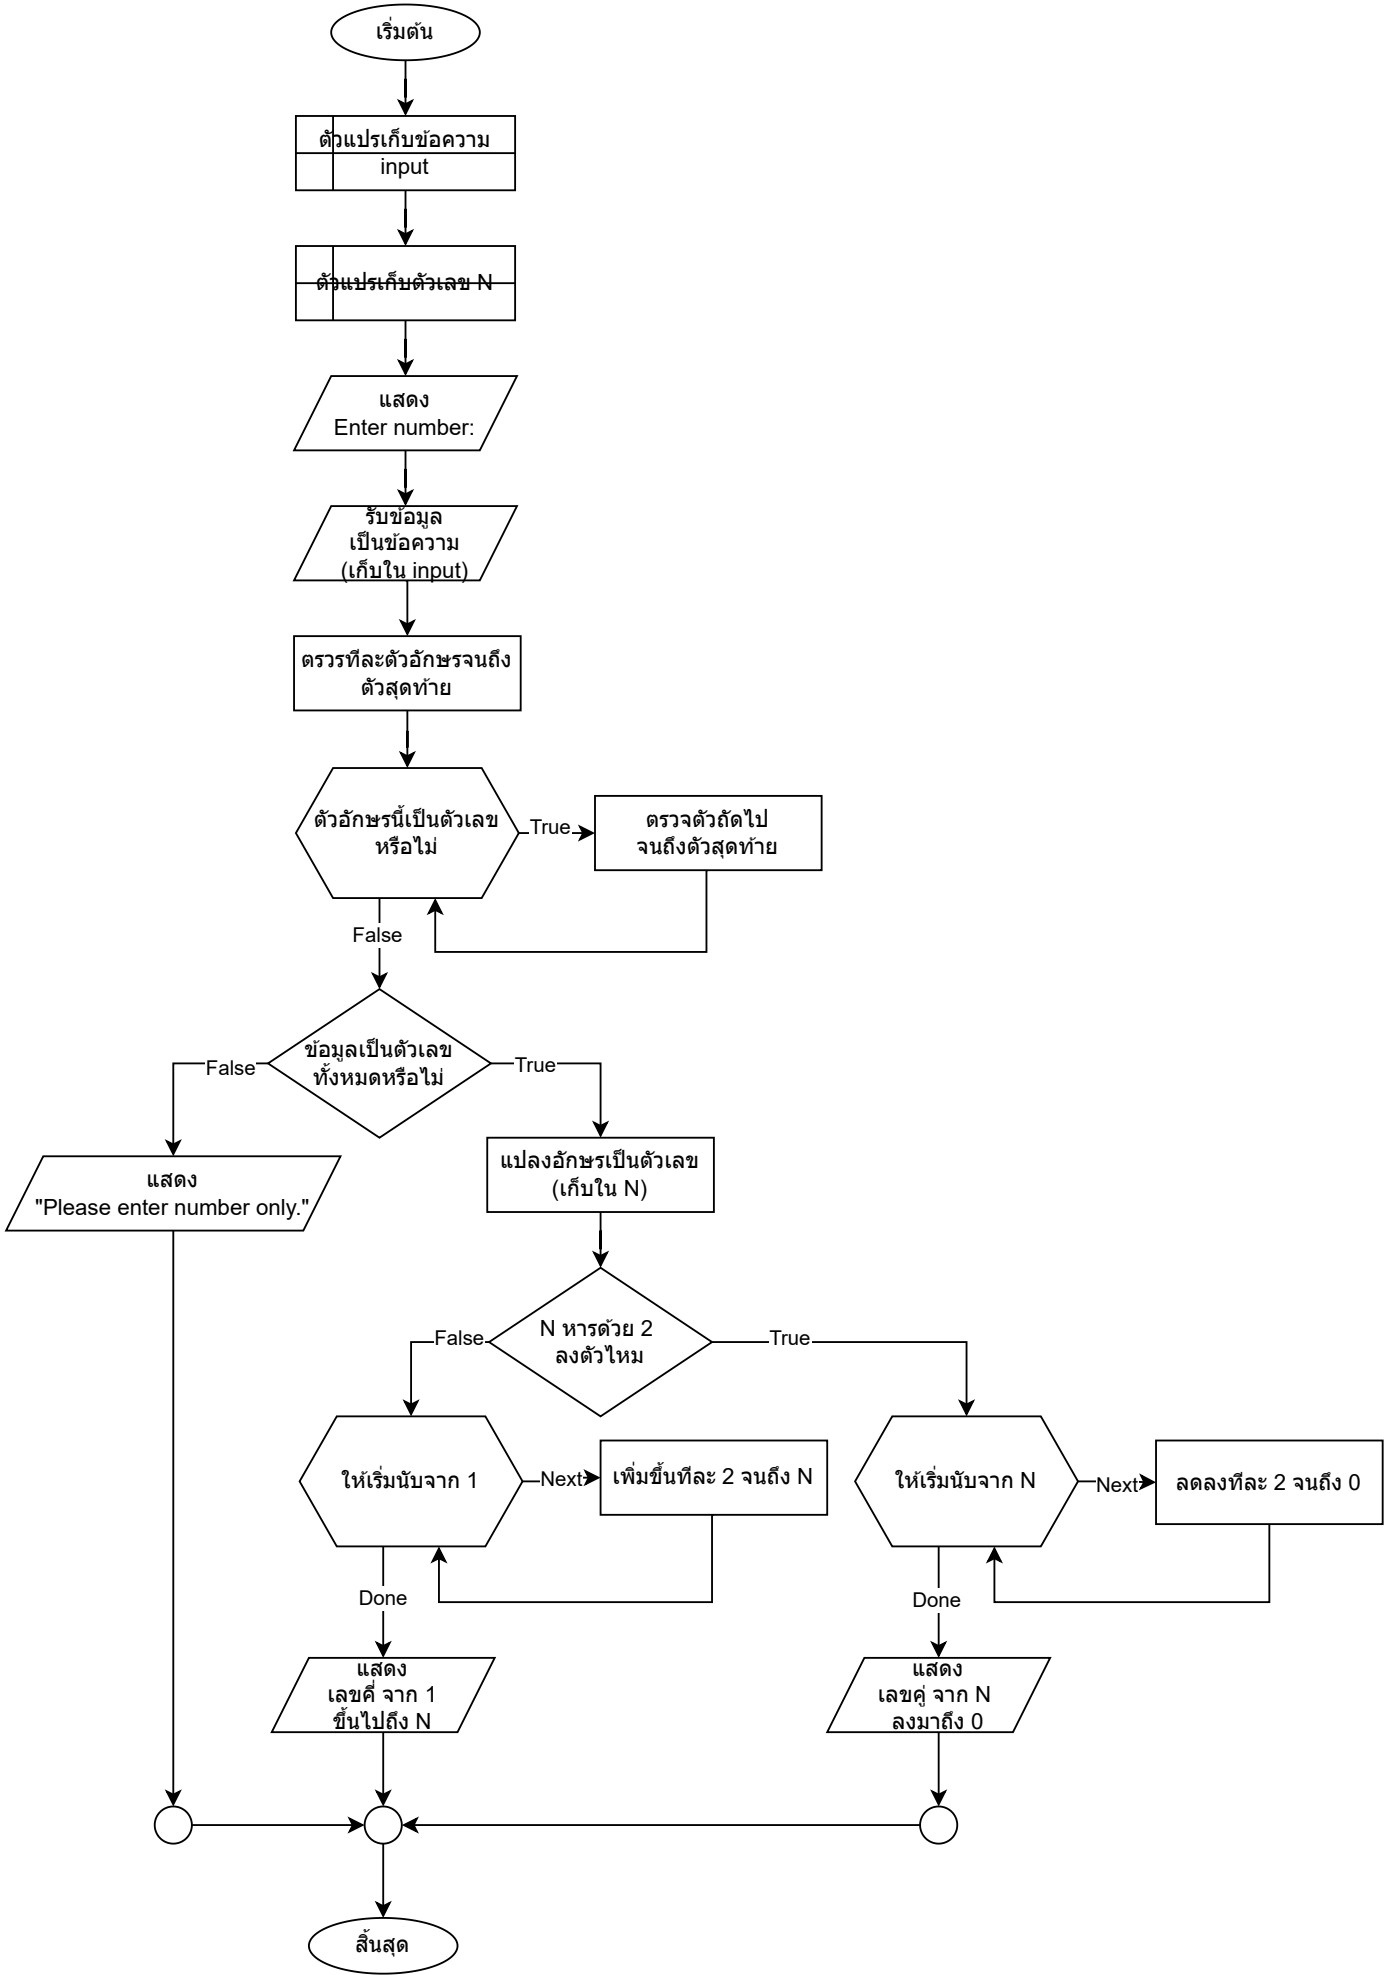 เริ่มต้น
ตัวแปรเก็บข้อความ
input
ตัวแปรเก็บตัวเลข N
แสดง
Enter number:
รับข้อมูล
เป็นข้อความ
(เก็บใน input)
ตรวรทีละตัวอักษรจนถึง
ตัวสุดท้าย
ตัวอักษรนี้เป็นตัวเลข
หรือไม่
True
ตรวจตัวถัดไป
จนถึงตัวสุดท้าย
False
ข้อมูลเป็นตัวเลข
ทั้งหมดหรือไม่
False
True
แสดง
"Please enter number only."
แปลงอักษรเป็นตัวเลข
(เก็บใน N)
N หารด้วย 2
ลงตัวไหม
False
True
ให้เริ่มนับจาก 1
Next
เพิ่มขึ้นทีละ 2 จนถึง N
ให้เริ่มนับจาก N
Next
ลดลงทีละ 2 จนถึง 0
Done
Done
แสดง
เลขคี่ จาก 1
ขึ้นไปถึง N
แสดง
เลขคู่ จาก N
ลงมาถึง 0
สิ้นสุด